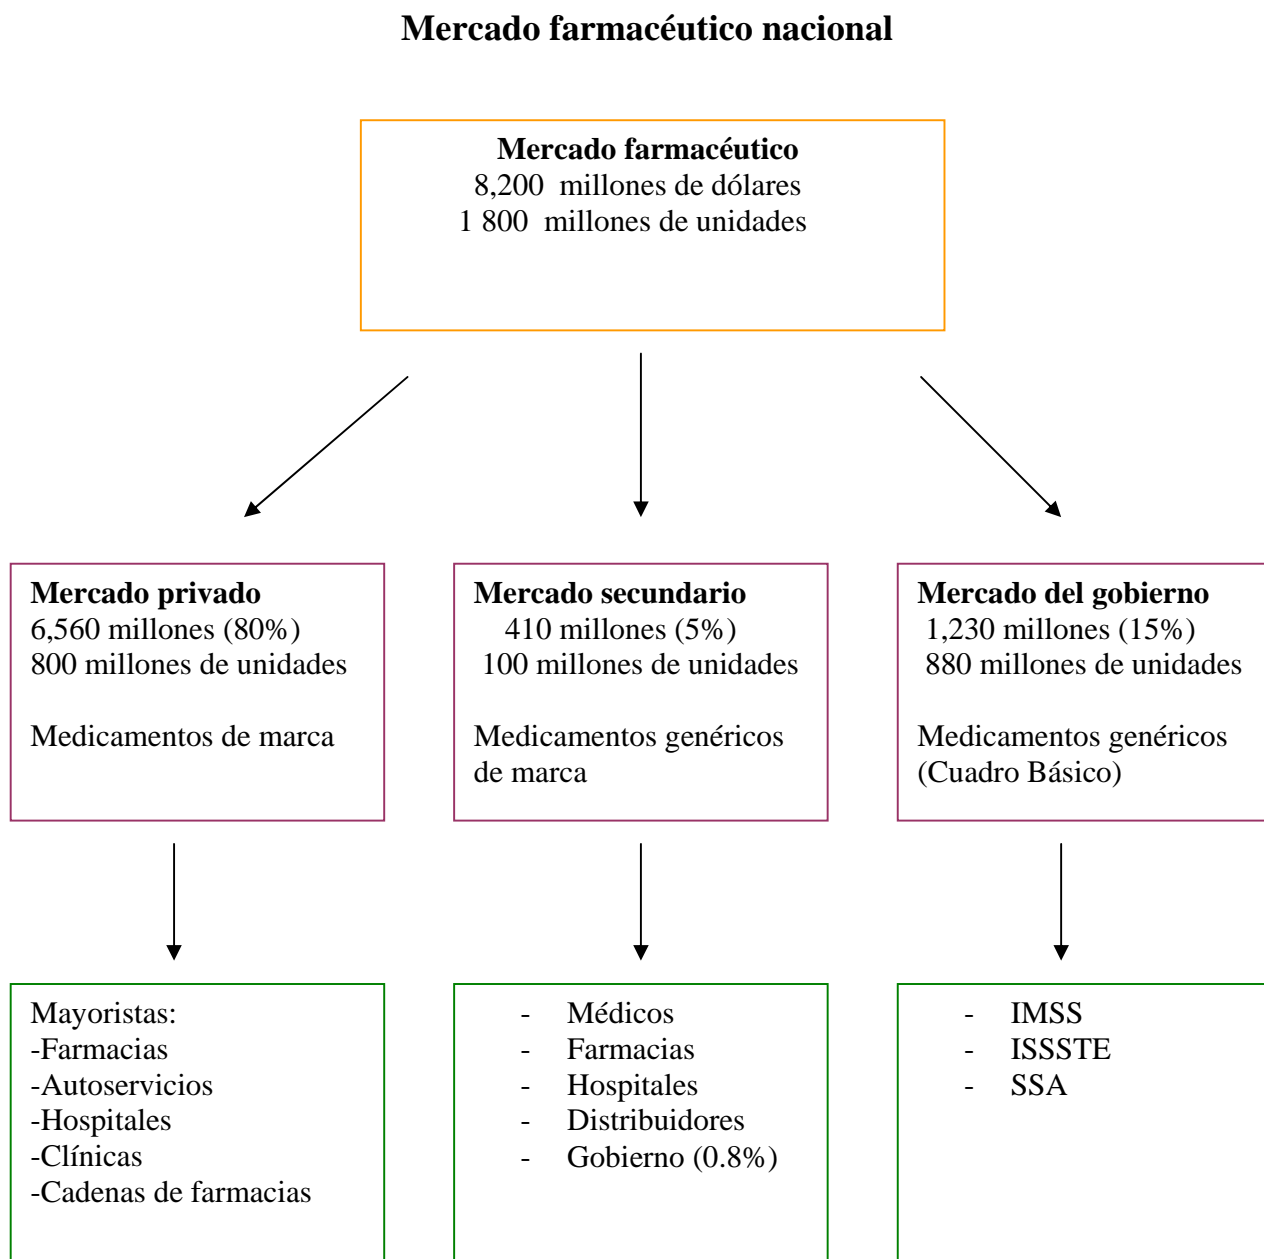 Mercado farmacéutico nacional
Mercado farmacéutico
8,200 millones de dólares
1 800 millones de unidades
Mercado privado
6,560 millones (80%)
800 millones de unidades
Medicamentos de marca
Mercado secundario
410 millones (5%)
100 millones de unidades
Medicamentos genéricos
de marca
Mercado del gobierno
1,230 millones (15%)
880 millones de unidades
Medicamentos genéricos
(Cuadro Básico)
Mayoristas:
-Farmacias
-Autoservicios
-Hospitales
-Clínicas
-Cadenas de farmacias
- Médicos
- Farmacias
- Hospitales
- Distribuidores
- Gobierno (0.8%)
- IMSS
- ISSSTE
- SSA